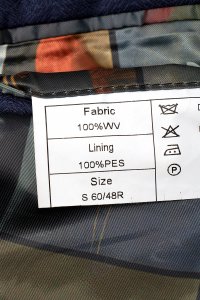 Fabric
100%WV
Lining
100%PES
Size
S 60/48R
P